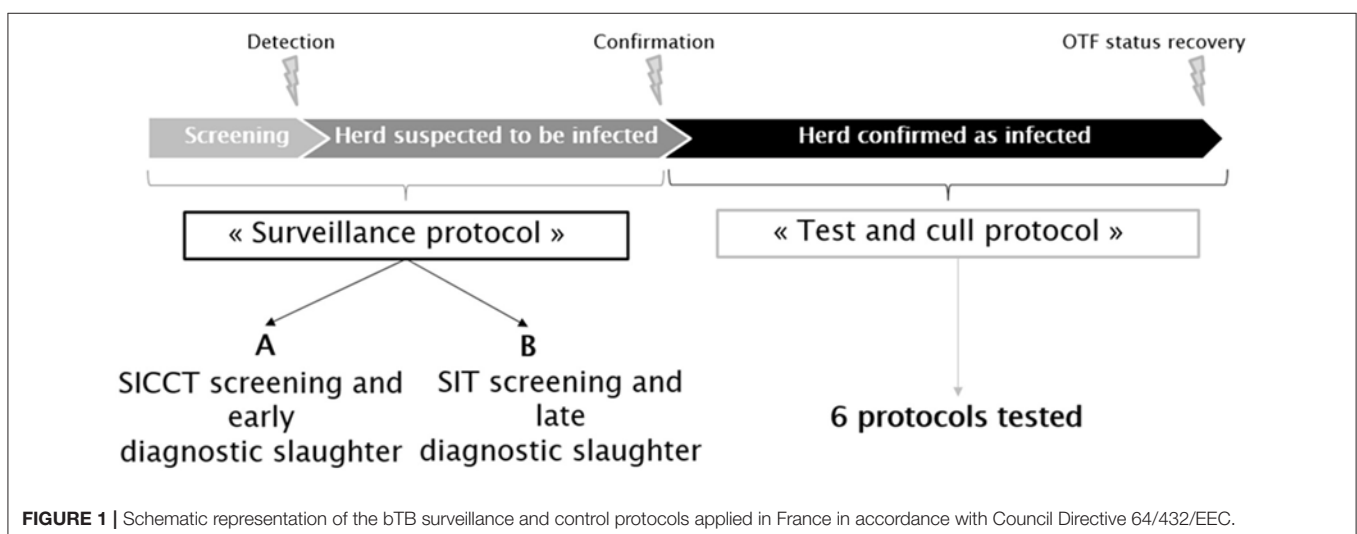 Detection
Confirmation
OTF status recovery
Screening
Herd suspected to be infected
Herd confirmed as infected
« Surveillance protocol »
« Test and cull protocol »
A
SICCT screening and
early
diagnostic slaughter
B
SIT screening and
late
diagnostic slaughter
6 protocols tested
FIGURE 1 | Schematic representation of the bTB surveillance and control protocols applied in France in accordance with Council Directive 64/432/EEC.